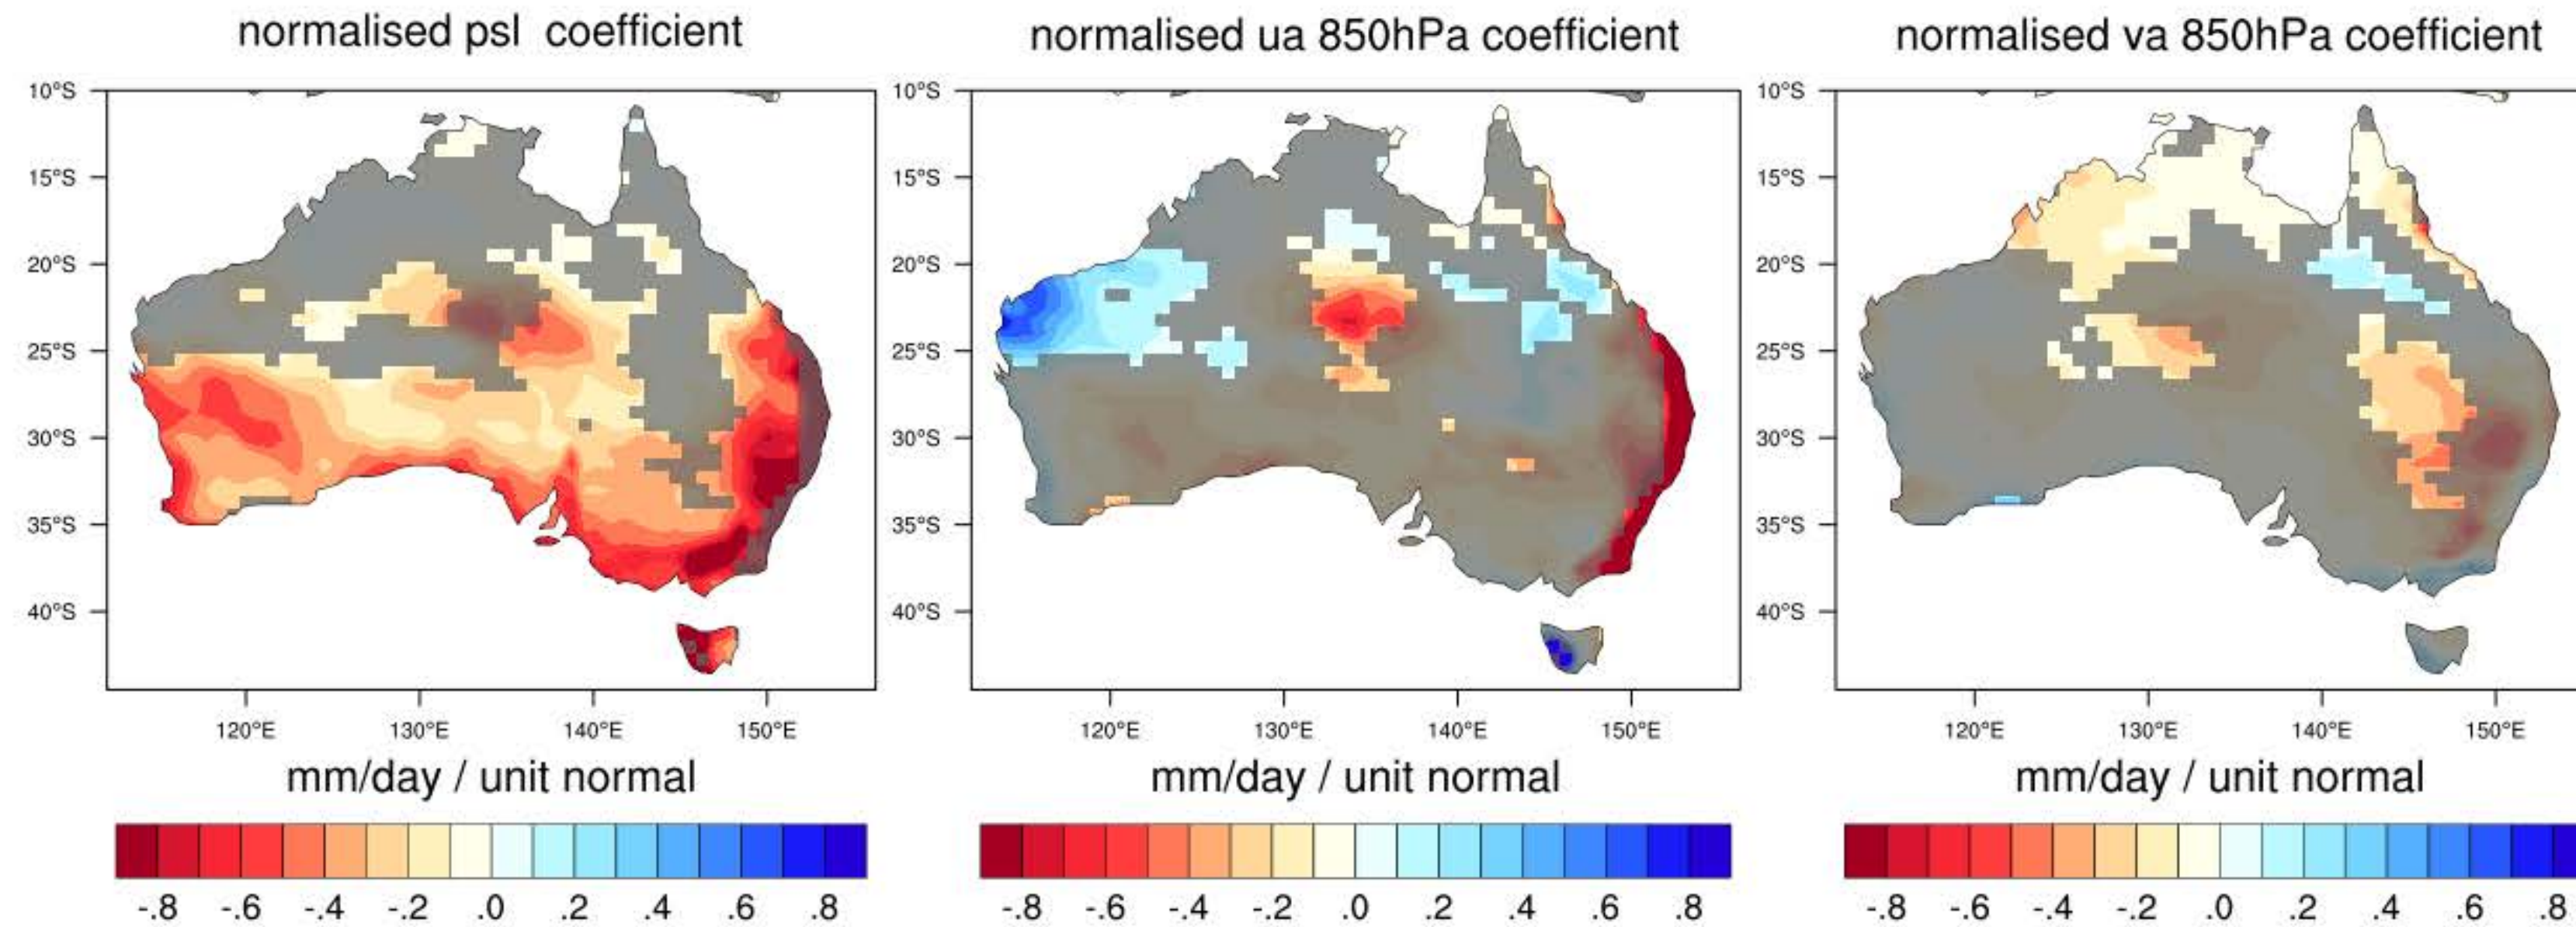 normalised psl coefficient
normalised ua 850hPa coefficient
normalised va 850hPa coefficient
10°S
15°S
20°S
25°S
30°S
35°S
40°S
120°E 130°E 140°E 150°E
10°S
15°S
20°S
25°S
30°S
35°S
40°S
120°E 130°E 140°E 150°E
10°S
15°S
20°S
25°S
30°S
35°S
40°S
120°E 130°E 140°E 150°E
mm/day / unit normal
-.8 -.6 -.4 -.2 .0 .2 .4 .6 .8
mm/day / unit normal
-.8 -.6 -.4 -.2 .0 .2 .4 .6 .8
mm/day / unit normal
-.8 -.6 -.4 -.2 .0 .2 .4 .6 .8